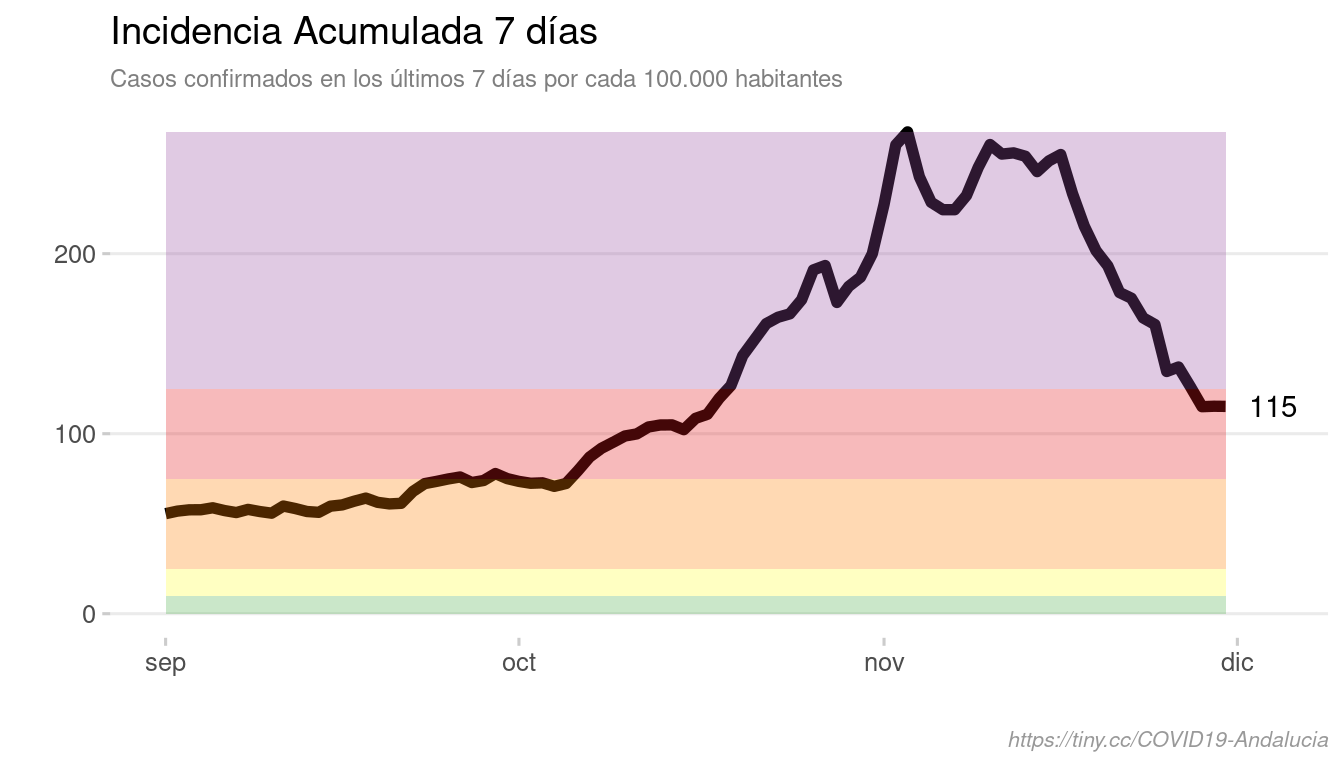 Incidencia Acumulada 7 días
Casos confirmados en los últimos 7 días por cada 100.000 habitantes
200
115
100
0
sep oct nov dic
https://tiny.cc/COVID19-Andalucia